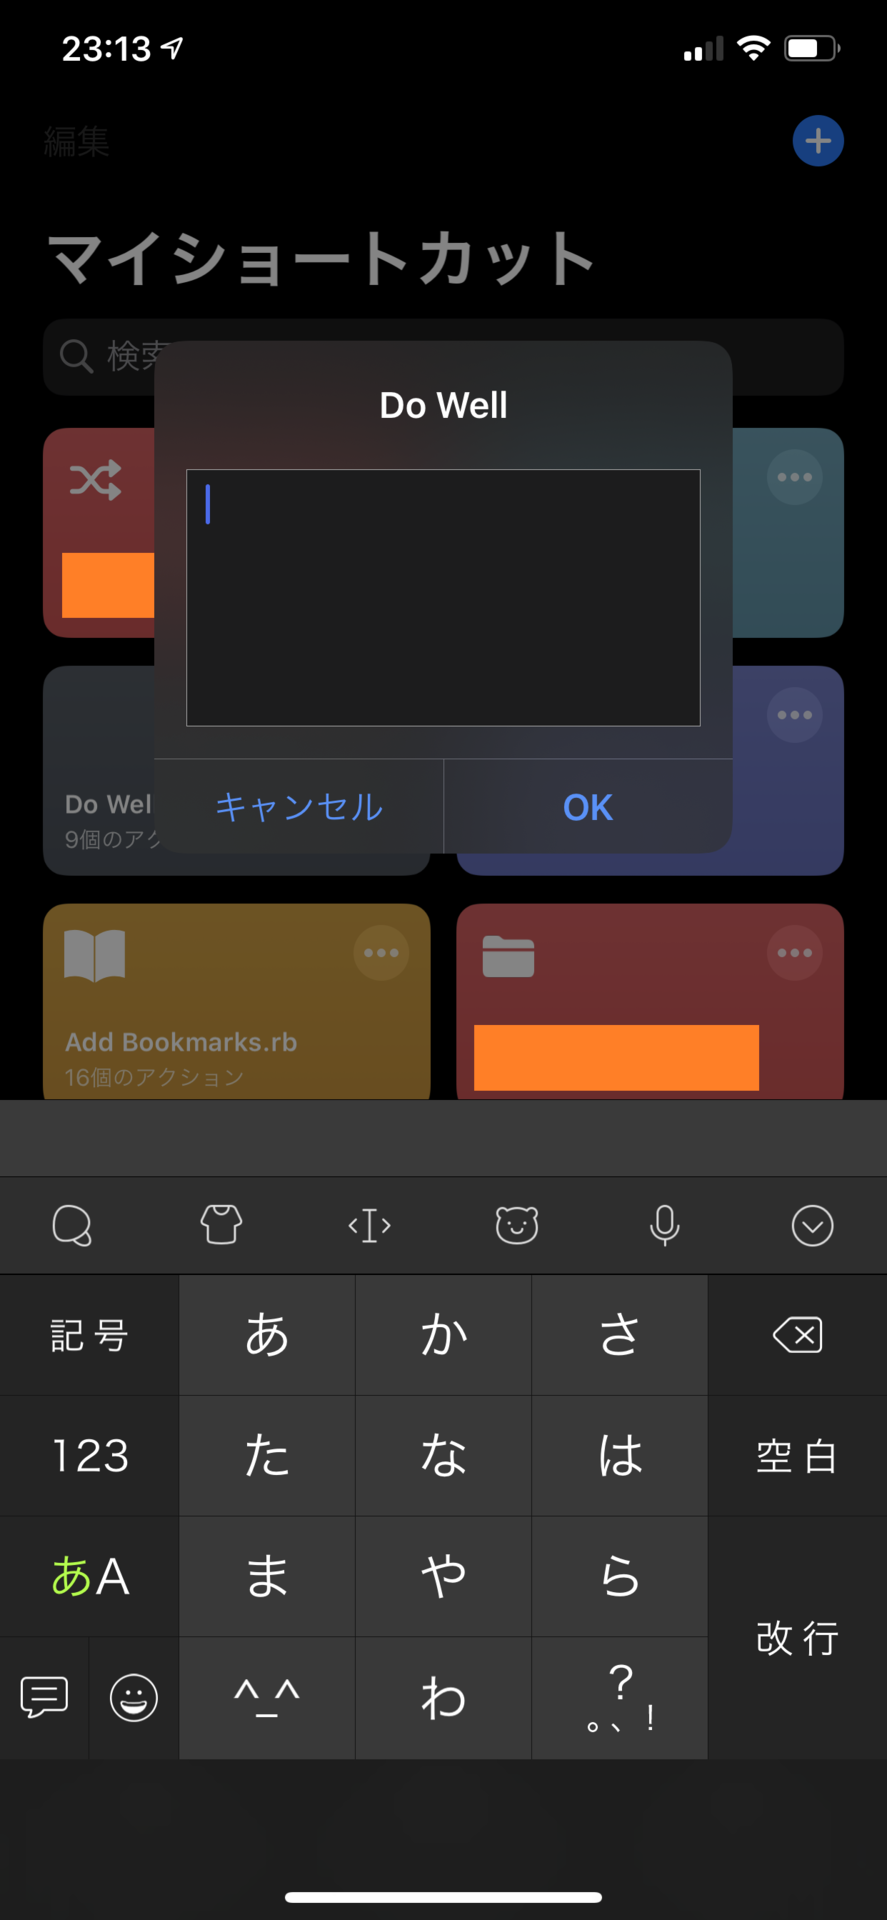 23:13
編集
マイショートカット
検索
Do Well
Do Wel
9個のアク
キャンセル
OK
Add Bookmarks.rb
16個のアクション
記号
あ
か
さ
123
た
な
は
空白
あA
ま
や
ら
改行
^_^
わ
?
。、!